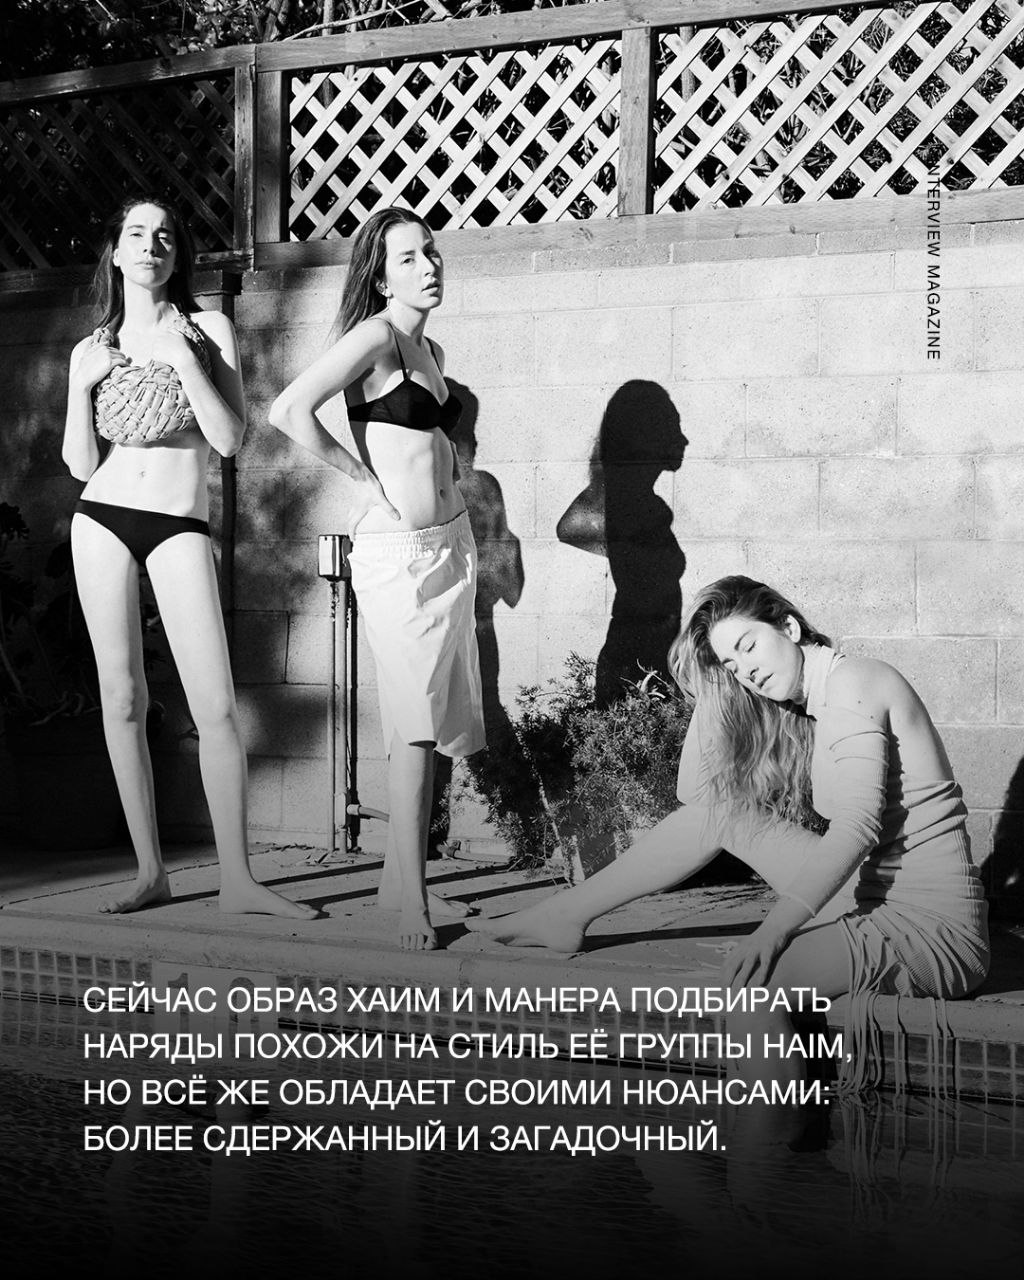 INTERVIEW MAGAZINE
СЕЙЧАС ОБРАЗ ХАИМ И МАНЕРА ПОДБИРАТЬ
НАРЯДЫ ПОХОЖИ НА СТИЛЬ ЕЁ ГРУППЫ HAIM,
НО ВСЁ ЖЕ ОБЛАДАЕТ СВОИМИ НЮАНСАМИ:
БОЛЕЕ СДЕРЖАННЫЙ И ЗАГАДОЧНЫЙ.